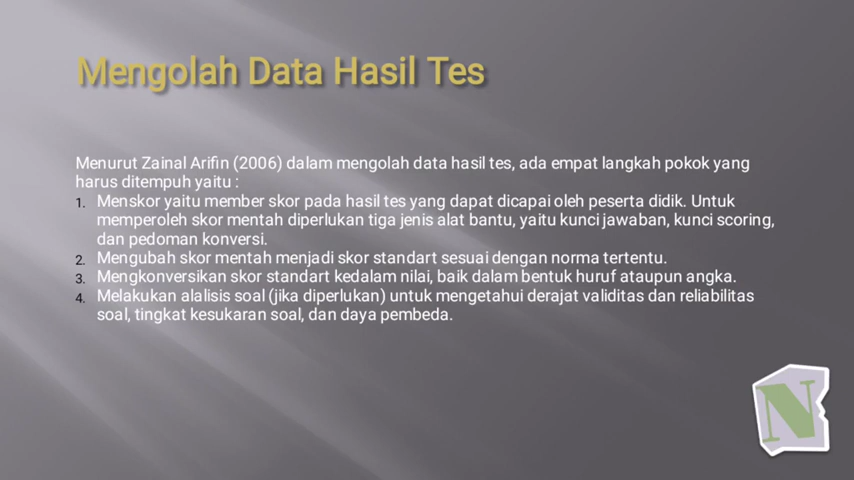 Mengolah Data Hasil Tes
Menurut Zainal Arifin (2006) dalam mengolah data hasil tes, ada empat langkah pokok yang
harus ditempuh yaitu :
1. Menskor yaitu member skor pada hasil tes yang dapat dicapai oleh peserta didik. Untuk
memperoleh skor mentah diperlukan tiga jenis alat bantu, yaitu kunci jawaban, kunci scoring,
dan pedoman konversi.
2. Mengubah skor mentah menjadi skor standart sesuai dengan norma tertentu.
3. Mengkonversikan skor standart kedalam nilai, baik dalam bentuk huruf ataupun angka.
4. Melakukan alalisis soal (jika diperlukan) untuk mengetahui derajat validitas dan reliabilitas
soal, tingkat kesukaran soal, dan daya pembeda.
N